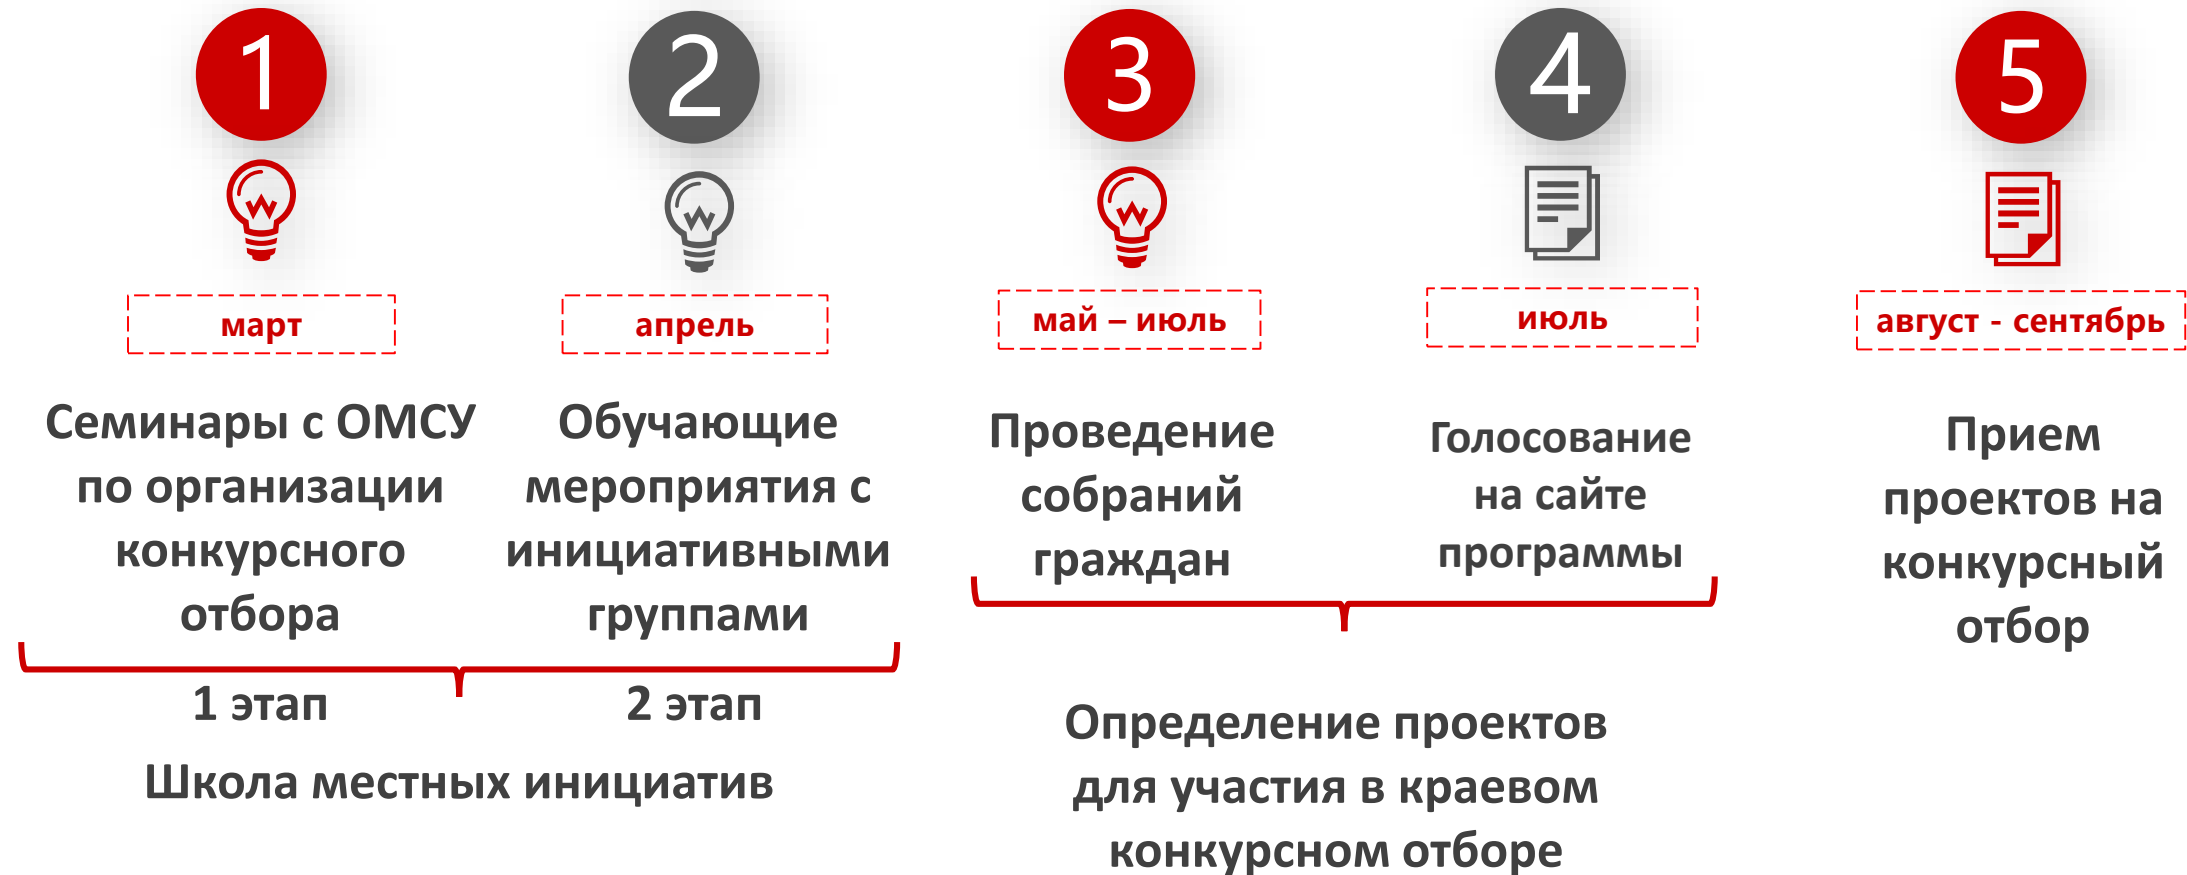 1
март
Семинары с ОМСУ
по организации
конкурсного
отбора
2
апрель
Обучающие
мероприятия с
инициативными
группами
1 этап
2 этап
Школа местных инициатив
3
май – июль
Проведение
собраний
граждан
4
июль
Голосование
на сайте
программы
Определение проектов
для участия в краевом
конкурсном отборе
5
август - сентябрь
Прием
проектов на
конкурсный
отбор